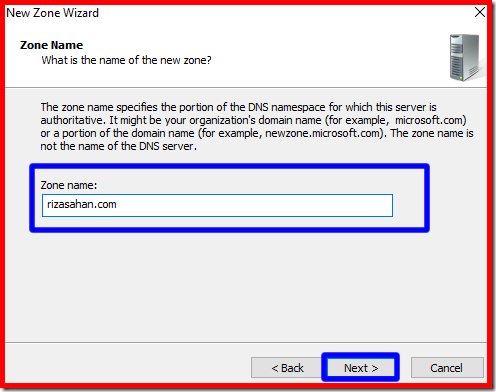 New Zone Wizard
Zone Name
What is the name of the new zone?
The zone name specifies the portion of the DNS namespace for which this server is
authoritative. It might be your organization's domain name (for example, microsoft.com)
or a portion of the domain name (for example, newzone.microsoft.com). The zone name is
not the name of the DNS server.
Zone name:
rizasahan.com
< Back
Next >
Cancel